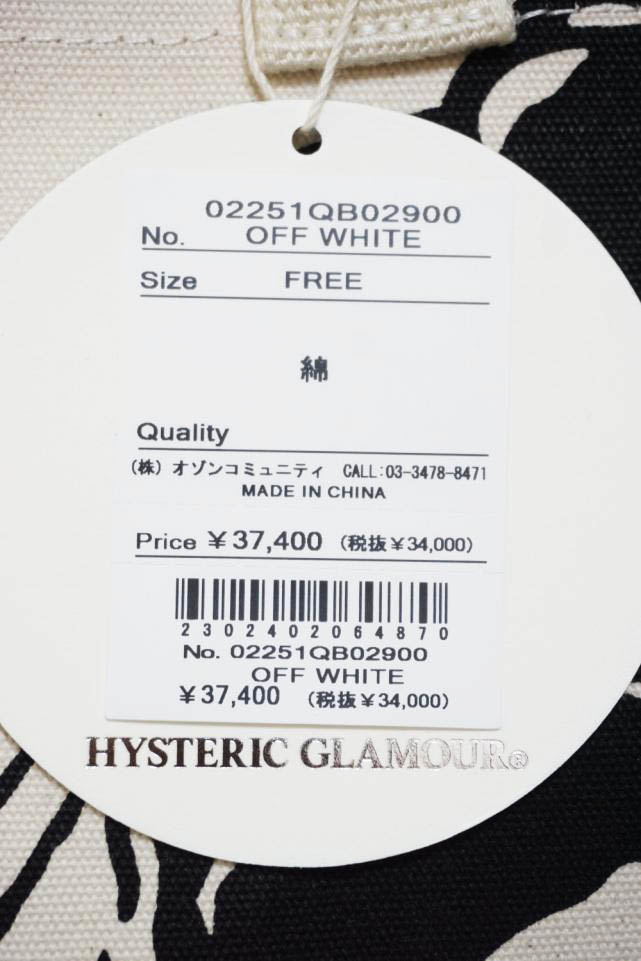 02251QB02900
No. OFF WHITE
Size FREE
綿
Quality
(株) オゾンコミュニティ CALL:03-3478-8471
MADE IN CHINA
Price ¥37,400 (税抜¥34,000)
2302402064870
No. 02251QB02900
OFF WHITE
¥37,400 (税抜¥34,000)
HYSTERIC GLAMOUR®